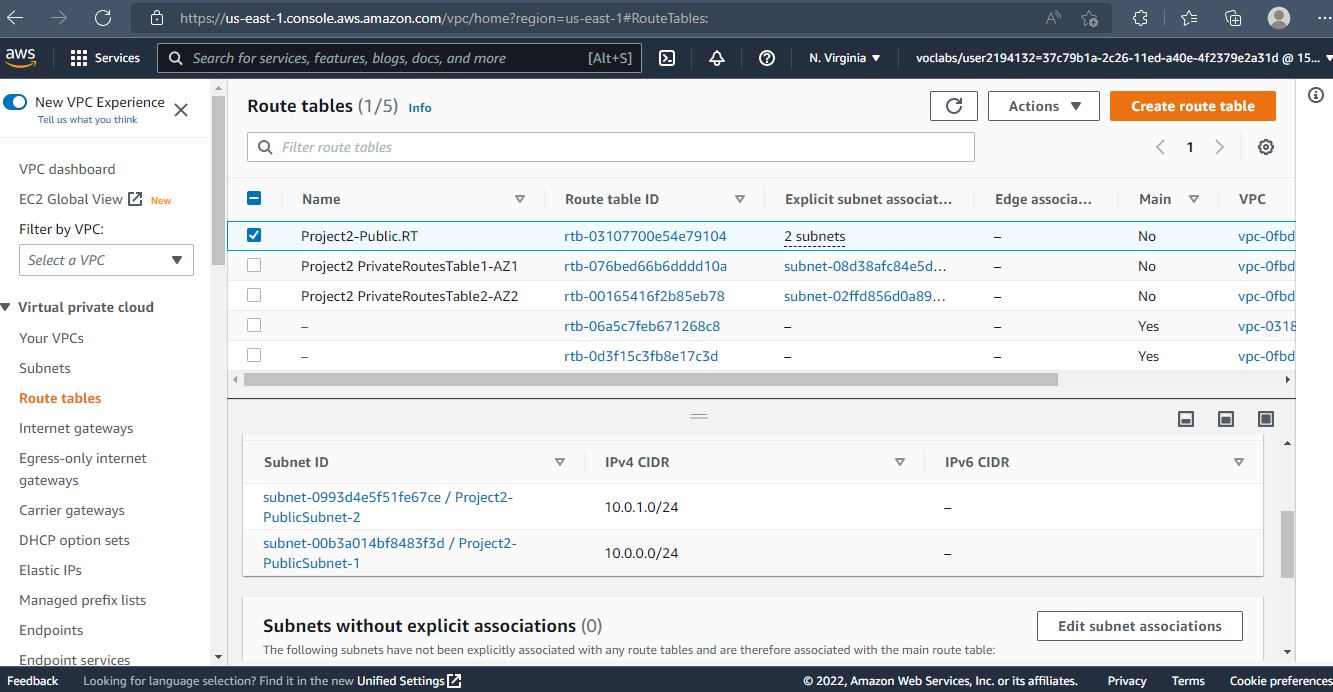 https://us-east-1.console.aws.amazon.com/vpc/home?region=us-east-1#RouteTables:
aws
Services
Search for services, features, blogs, docs, and more
[Alt+S]
N. Virginia
voclabs/user2194132=37c79b1a-2c26-11ed-a40e-4f2379e2a31d @ 15...
New VPC Experience
Tell us what you think
VPC dashboard
EC2 Global View New
Filter by VPC:
Select a VPC
Virtual private cloud
Your VPCs
Subnets
Route tables
Internet gateways
Egress-only internet
gateways
Carrier gateways
DHCP option sets
Elastic IPs
Managed prefix lists
Endpoints
Endpoint services
Route tables (1/5) Info
Actions
Create route table
Filter route tables
1
Name Route table ID Explicit subnet associat... Edge associa... Main VPC
Project2-Public.RT rtb-03107700e54e79104 2 subnets – No vpc-0fbd
Project2 PrivateRoutesTable1-AZ1 rtb-076bed66b6dddd10a subnet-08d38afc84e5d... – No vpc-0fbd
Project2 PrivateRoutesTable2-AZ2 rtb-00165416f2b85eb78 subnet-02ffd856d0a89... – No vpc-0fbd
– rtb-06a5c7feb671268c8 – – Yes vpc-0318
– rtb-0d3f15c3fb8e17c3d – – Yes vpc-0fbd
Subnet ID IPv4 CIDR IPv6 CIDR
subnet-0993d4e5f51fe67ce / Project2-
PublicSubnet-2
10.0.1.0/24 –
subnet-00b3a014bf8483f3d / Project2-
PublicSubnet-1
10.0.0.0/24 –
Subnets without explicit associations (0)
Edit subnet associations
The following subnets have not been explicitly associated with any route tables and are therefore associated with the main route table:
Feedback
Looking for language selection? Find it in the new Unified Settings
© 2022, Amazon Web Services, Inc. or its affiliates.
Privacy
Terms
Cookie preferences